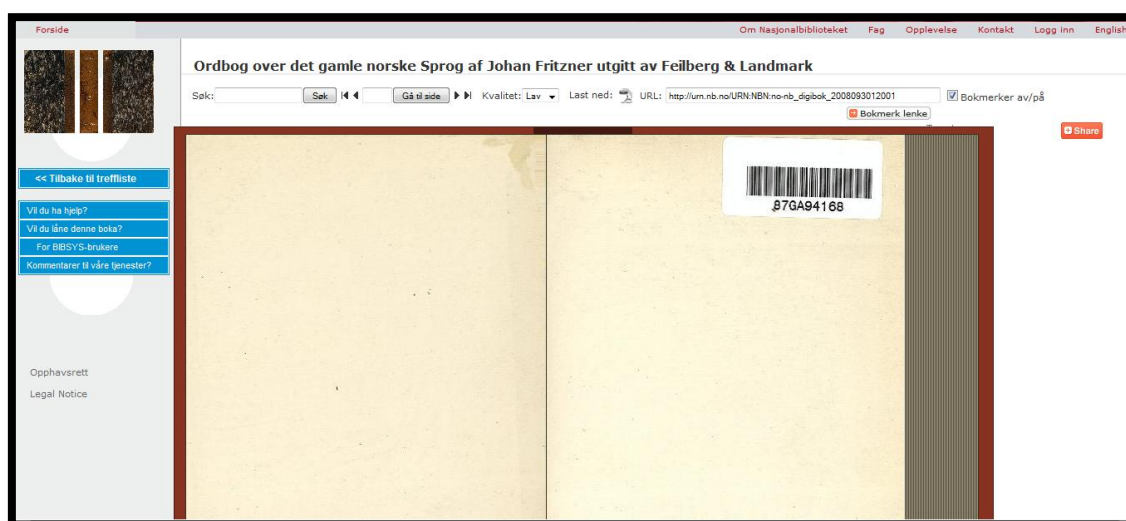 Forside
Om Nasjonalbiblioteket Fag Opplevelse Kontakt Logg inn English
Ordbog over det gamle norske Sprog af Johan Fritzner utgitt av Feilberg & Landmark
Søk: Søk Gå til side Kvalitet: Lav Last ned: URL: http://urn.nb.no/URN:NBN:no-nb_digibok_2008093012001 Bokmerker av/på
Bokmerk lenke
Share
<< Tilbake til treffliste
Vil du ha hjelp?
Vil du låne denne boka?
For BIBSYS-brukere
Kommentarer til våre tjenester?
87GA94168
Opphavsrett
Legal Notice